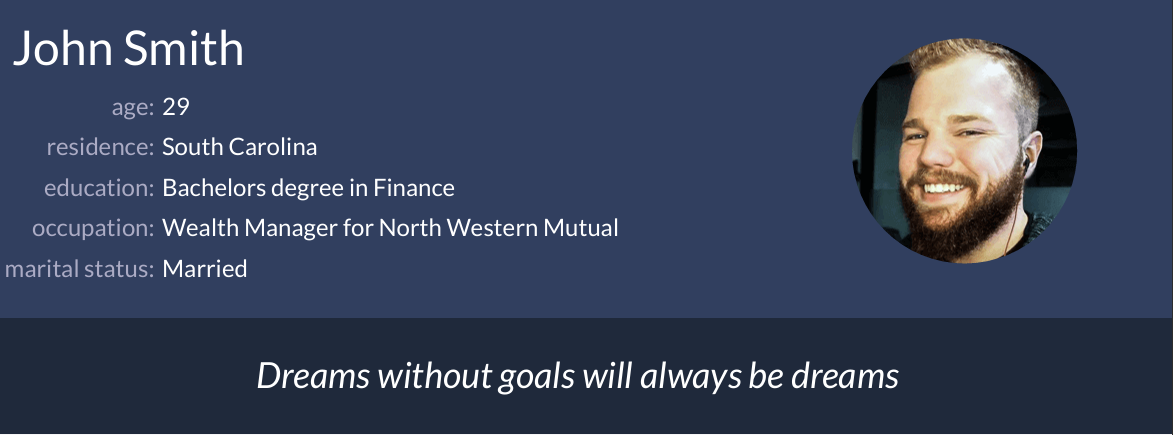 John Smith
age: 29
residence: South Carolina
education: Bachelors degree in Finance
occupation: Wealth Manager for North Western Mutual
marital status: Married
Dreams without goals will always be dreams